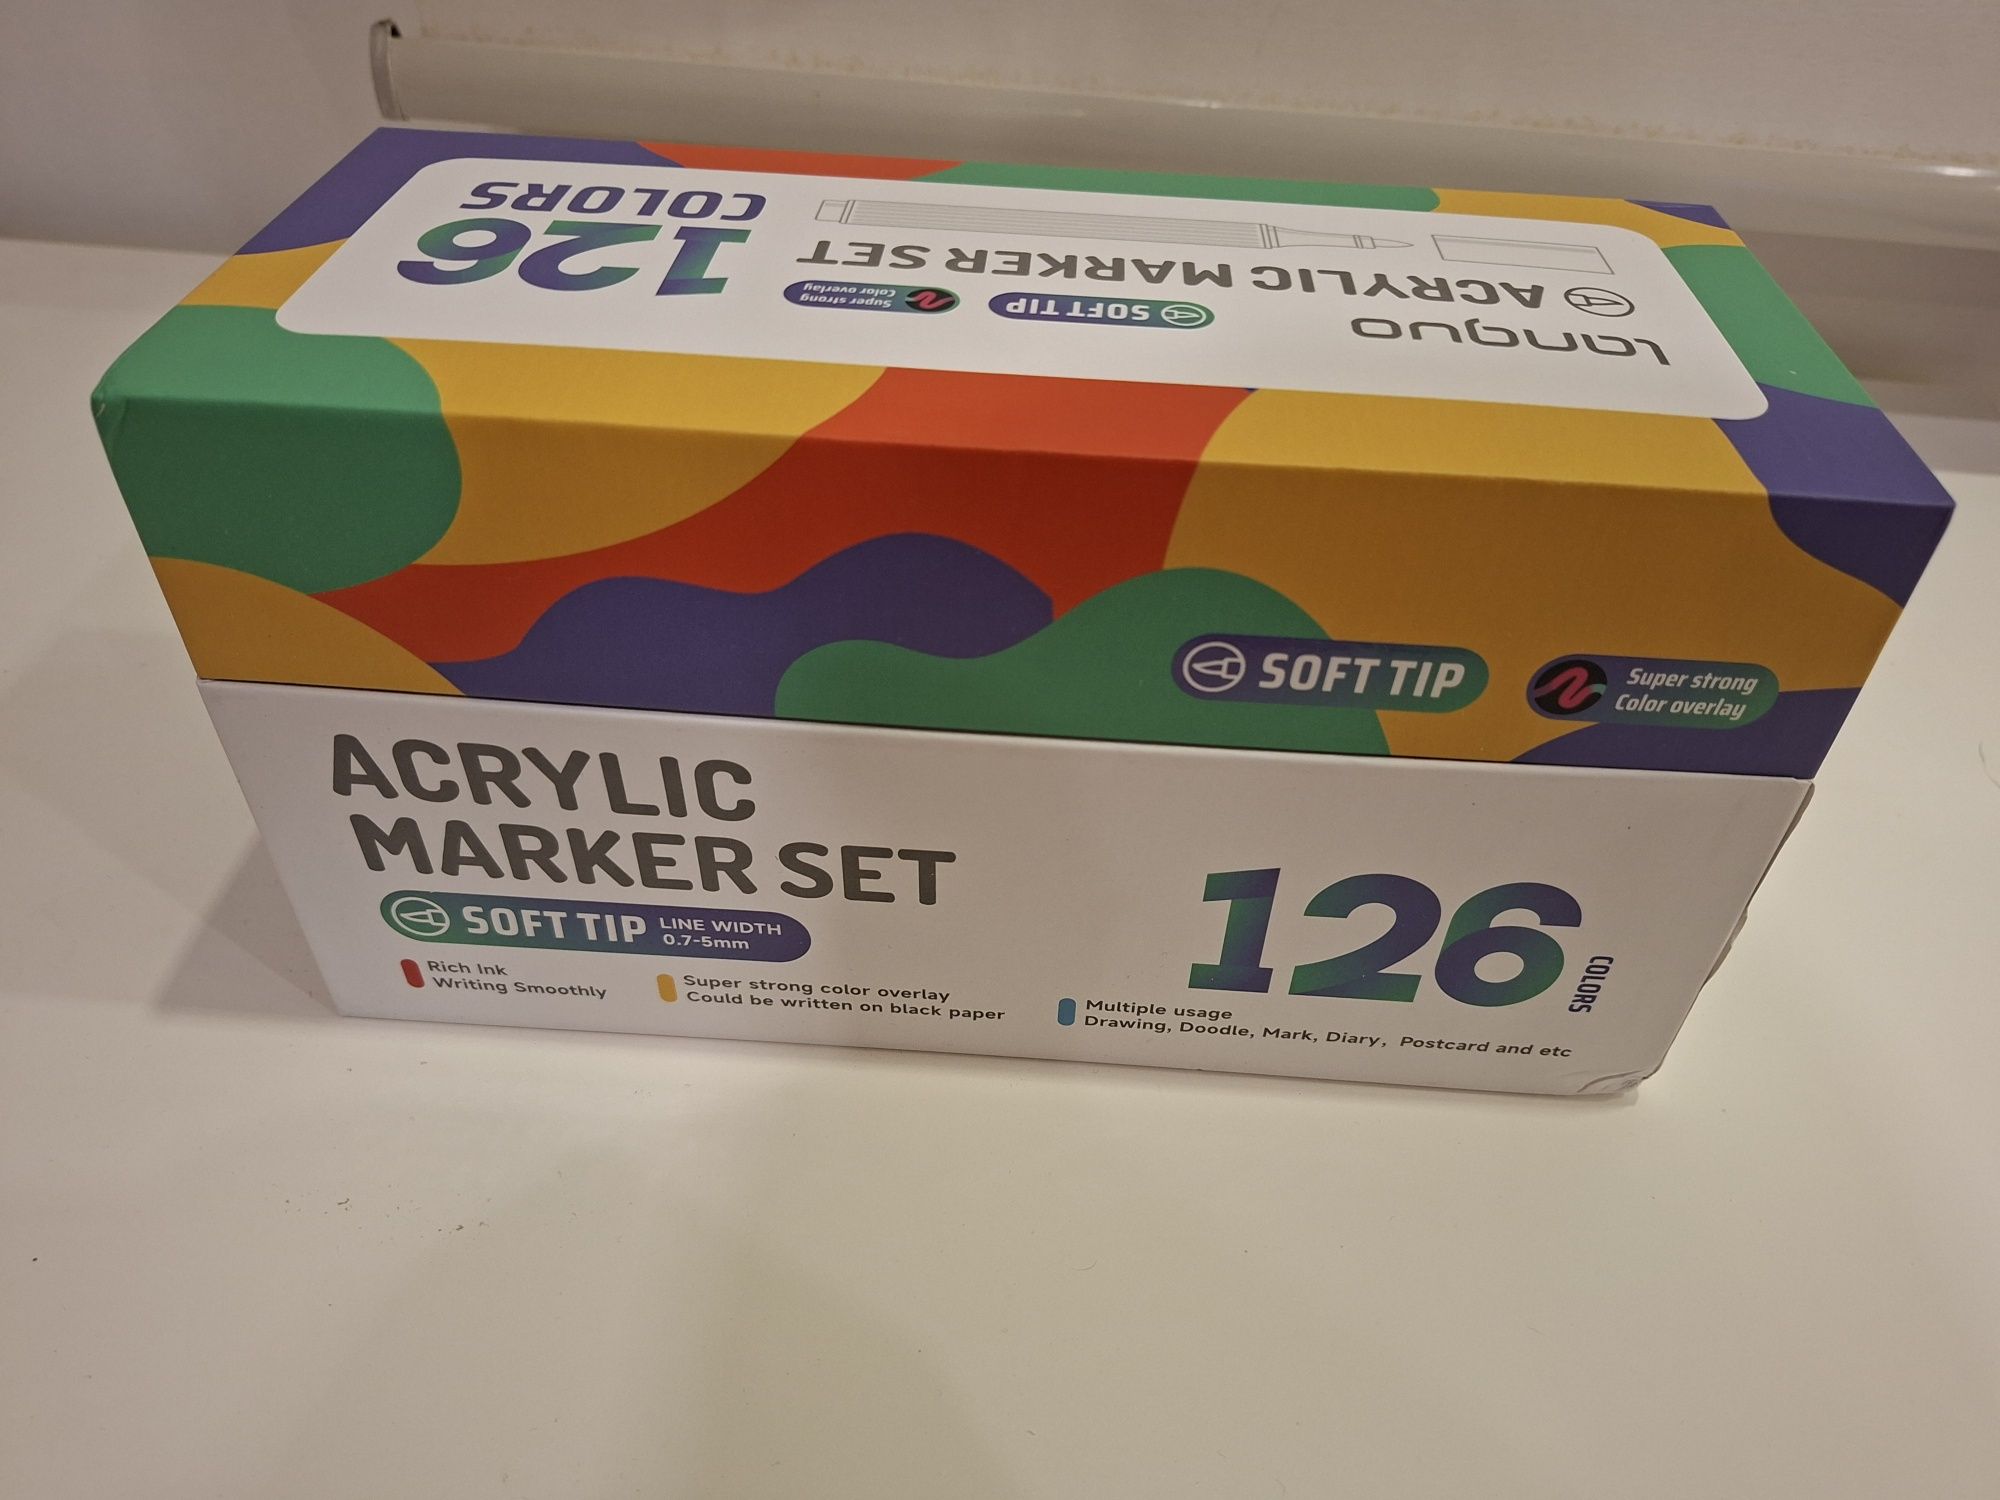 Lanquo
ACRYLIC MARKER SET
SOFT TIP
Super strong
Color overlay
126
COLORS
SOFT TIP
Super strong
Color overlay
ACRYLIC
MARKER SET
SOFT TIP
LINE WIDTH
0.7-5mm
Rich Ink
Writing Smoothly
Super strong color overlay
Could be written on black paper
Multiple usage
Drawing, Doodle, Mark, Diary, Postcard and etc
126
COLORS